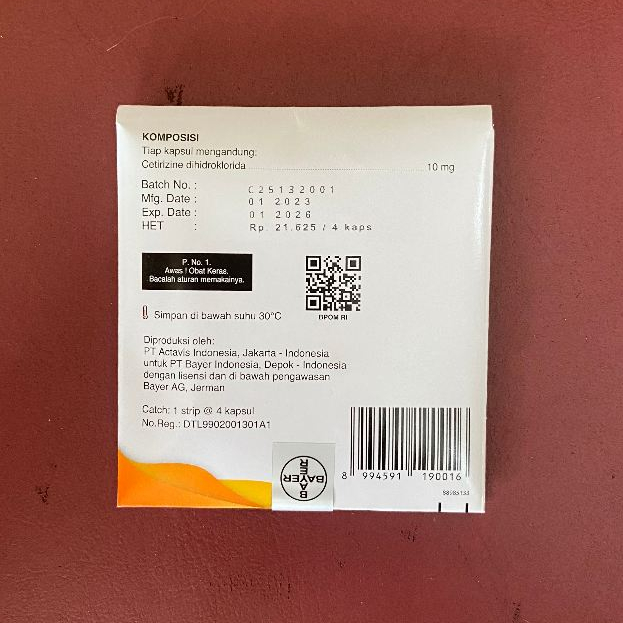 KOMPOSISI
Tiap kapsul mengandung:
Cetirizine dihidroklorida 10 mg
Batch No. : C25132001
Mfg. Date : 01 2023
Exp. Date : 01 2026
HET : Rp. 21.625 / 4 kaps
P. No. 1.
Awas ! Obat Keras.
Bacalah aturan memakainya.
BPOM RI
Simpan di bawah suhu 30°C
Diproduksi oleh:
PT Actavis Indonesia, Jakarta - Indonesia
untuk PT Bayer Indonesia, Depok - Indonesia
dengan lisensi dan di bawah pengawasan
Bayer AG, Jerman
Catch: 1 strip @ 4 kapsul
No.Reg.: DTL9902001301A1
BAYER
BAYER
8 994591 190016
88985133